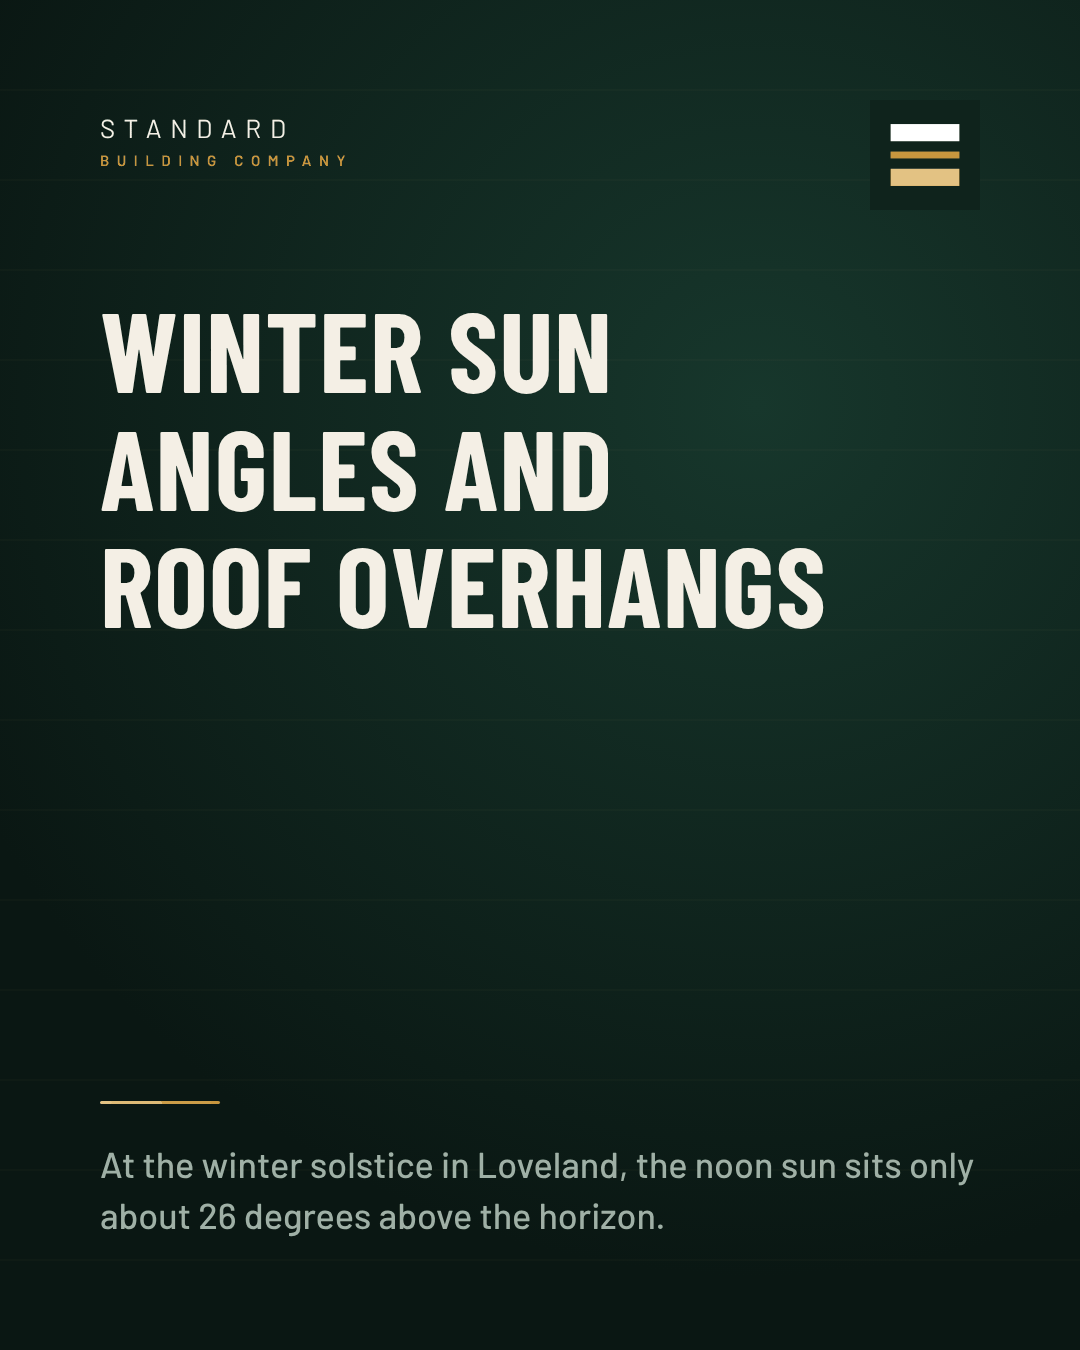 STANDARD
BUILDING COMPANY
WINTER SUN
ANGLES AND
ROOF OVERHANGS
At the winter solstice in Loveland, the noon sun sits only
about 26 degrees above the horizon.